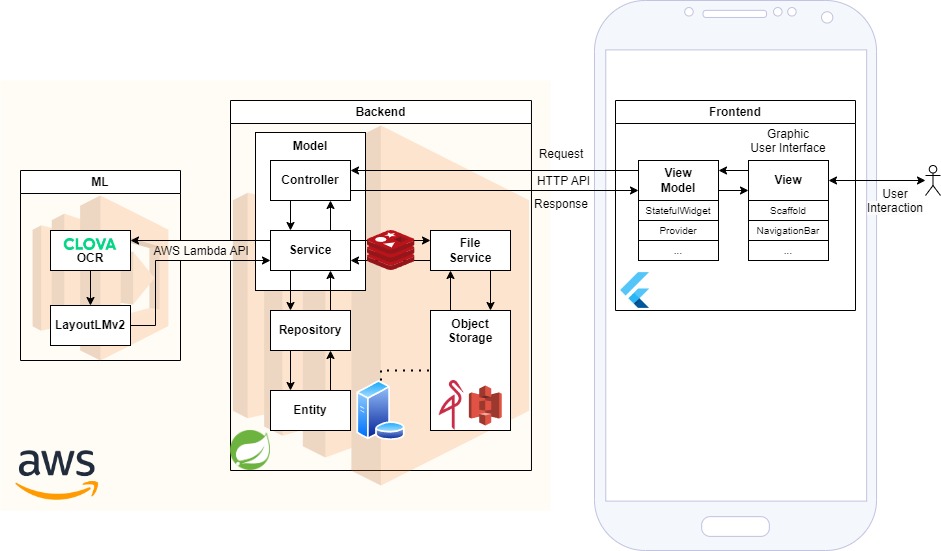 Backend
Frontend
Model
Graphic
User Interface
Request
Controller
HTTP API
View
Model
View
ML
Response
User
Interaction
StatefulWidget
Scaffold
CLOVA
OCR
AWS Lambda API
Service
File
Service
Provider
NavigationBar
...
...
LayoutLMv2
Repository
Object
Storage
Entity
aws